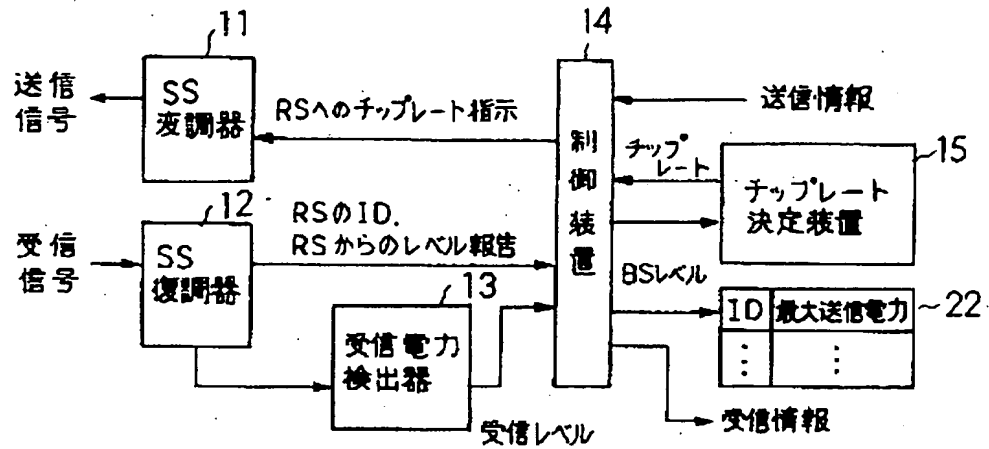 11
送信
信号
SS
変調器
RSへのチップレート指示
14
制御装置
送信情報
チップ
レート
15
チップレート
決定装置
12
受信
信号
SS
復調器
RSのID.
RSからのレベル報告
13
受信電力
検出器
受信レベル
BSレベル
ID
最大送信電力
22
受信情報